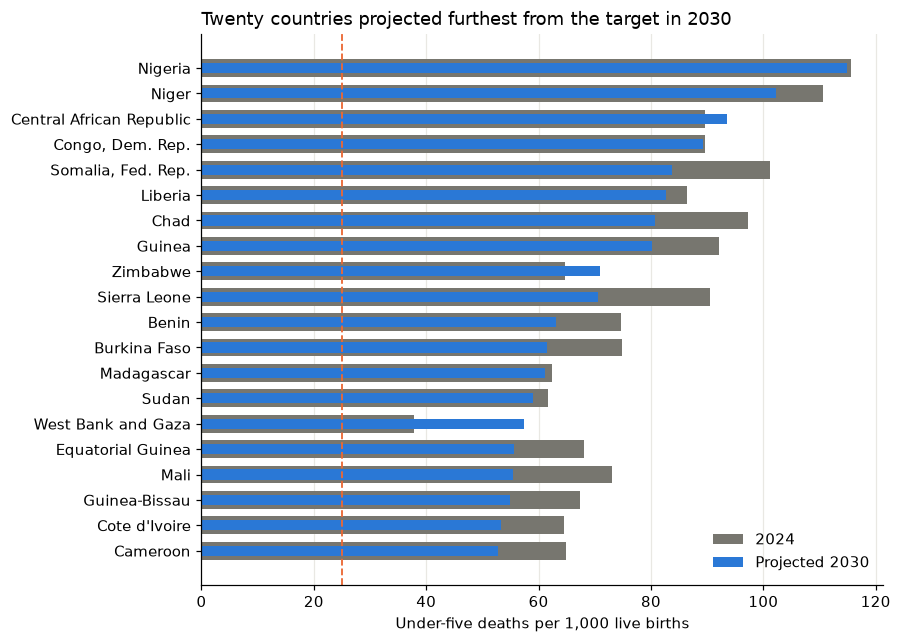 Twenty countries projected furthest from the target in 2030
Nigeria
Niger
Central African Republic
Congo, Dem. Rep.
Somalia, Fed. Rep.
Liberia
Chad
Guinea
Zimbabwe
Sierra Leone
Benin
Burkina Faso
Madagascar
Sudan
West Bank and Gaza
Equatorial Guinea
Mali
Guinea-Bissau
Cote d'Ivoire
Cameroon
2024
Projected 2030
0 20 40 60 80 100 120
Under-five deaths per 1,000 live births